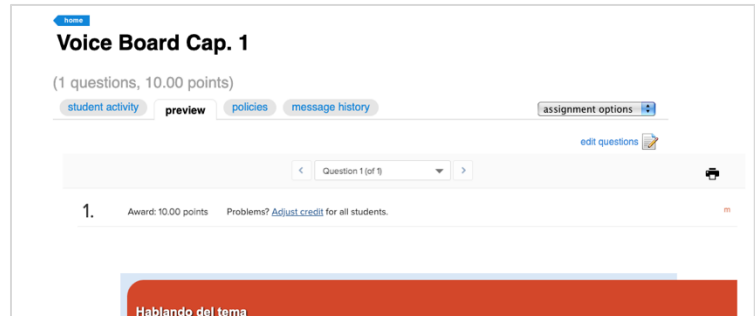 home
Voice Board Cap. 1
(1 questions, 10.00 points)
student activity preview policies message history assignment options
edit questions
Question 1 (of 1)
1. Award: 10.00 points Problems? Adjust credit for all students. m
Hablando del tema